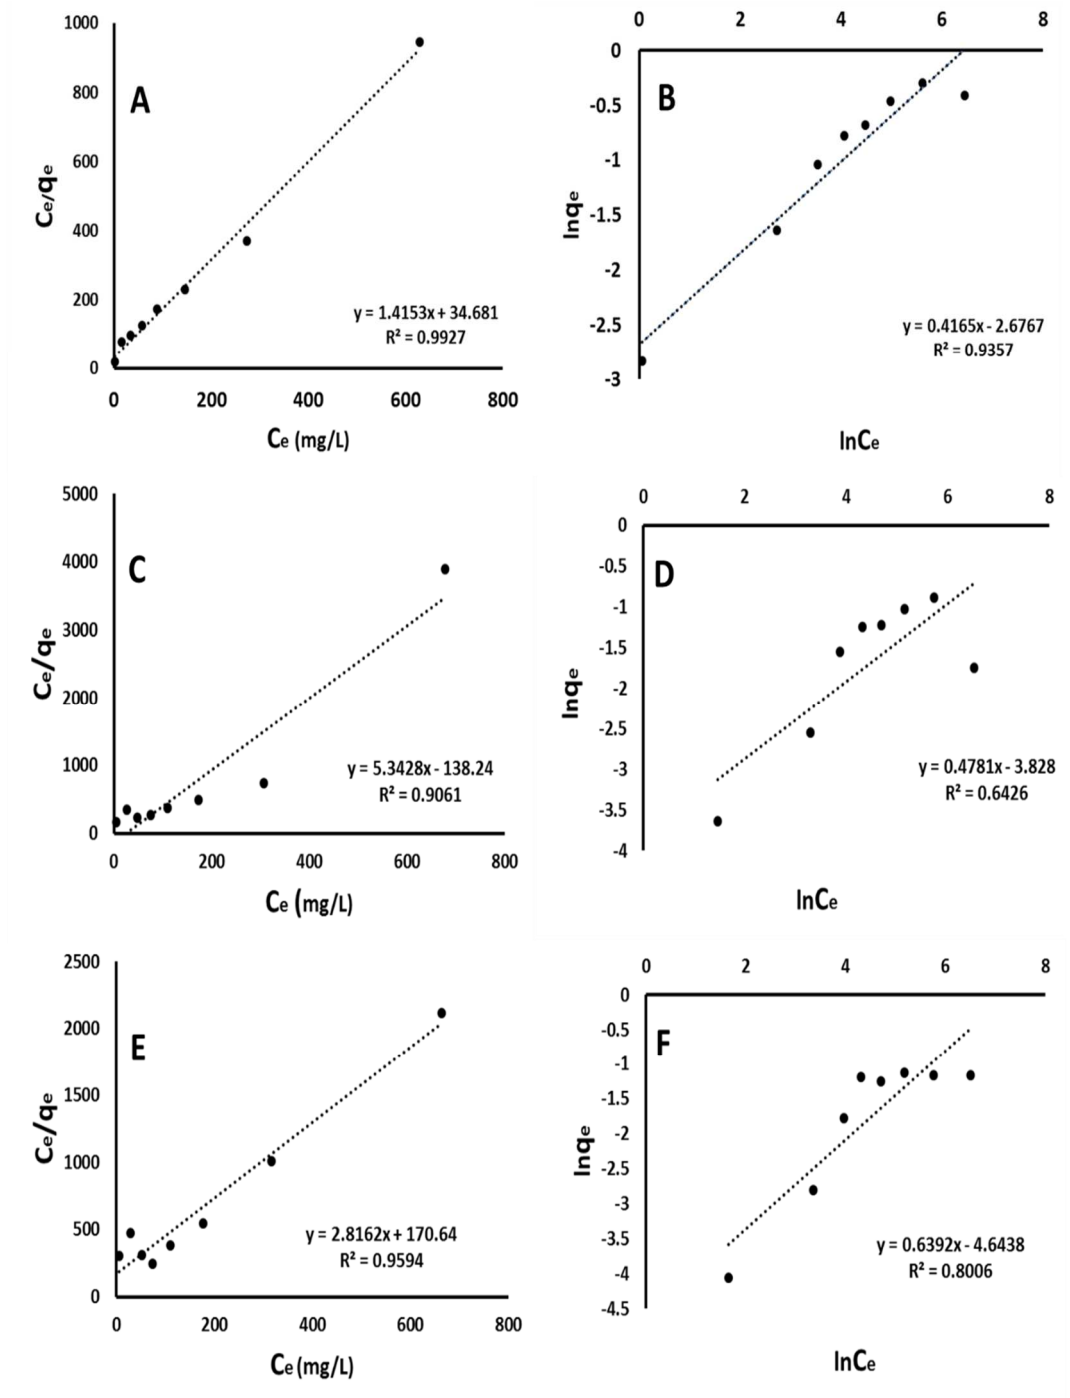 1000
800
600
400
200
0
Ce/qe
A
y = 1.4153x + 34.681
R² = 0.9927
0 200 400 600 800
Ce (mg/L)
0 2 4 6 8
0
-0.5
-1
-1.5
-2
-2.5
-3
lnqe
B
y = 0.4165x - 2.6767
R² = 0.9357
lnCe
5000
4000
3000
2000
1000
0
Ce/qe
C
y = 5.3428x - 138.24
R² = 0.9061
0 200 400 600 800
Ce (mg/L)
0 2 4 6 8
0
-0.5
-1
-1.5
-2
-2.5
-3
-3.5
-4
lnqe
D
y = 0.4781x - 3.828
R² = 0.6426
lnCe
2500
2000
1500
1000
500
0
Ce/qe
E
y = 2.8162x + 170.64
R² = 0.9594
0 200 400 600 800
Ce (mg/L)
0 2 4 6 8
0
-0.5
-1
-1.5
-2
-2.5
-3
-3.5
-4
-4.5
lnqe
F
y = 0.6392x - 4.6438
R² = 0.8006
lnCe